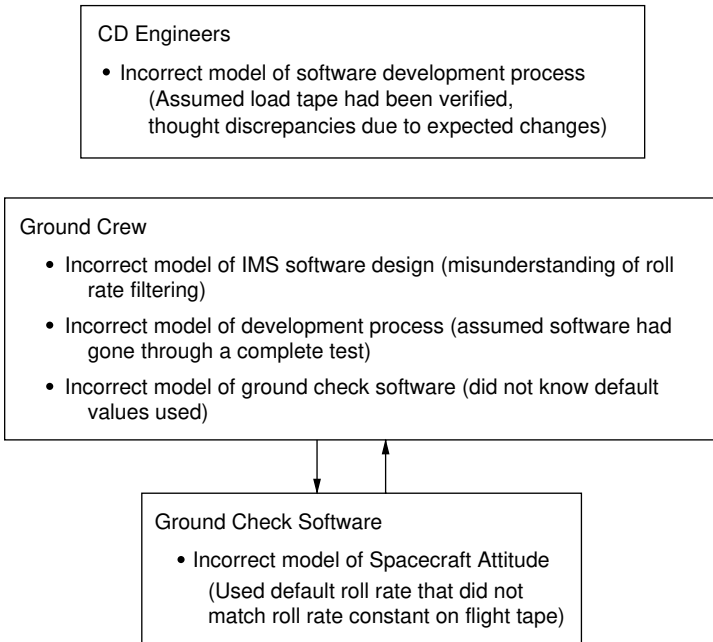 CD Engineers
• Incorrect model of software development process
(Assumed load tape had been verified,
thought discrepancies due to expected changes)
Ground Crew
• Incorrect model of IMS software design (misunderstanding of roll
rate filtering)
• Incorrect model of development process (assumed software had
gone through a complete test)
• Incorrect model of ground check software (did not know default
values used)
Ground Check Software
• Incorrect model of Spacecraft Attitude
(Used default roll rate that did not
match roll rate constant on flight tape)